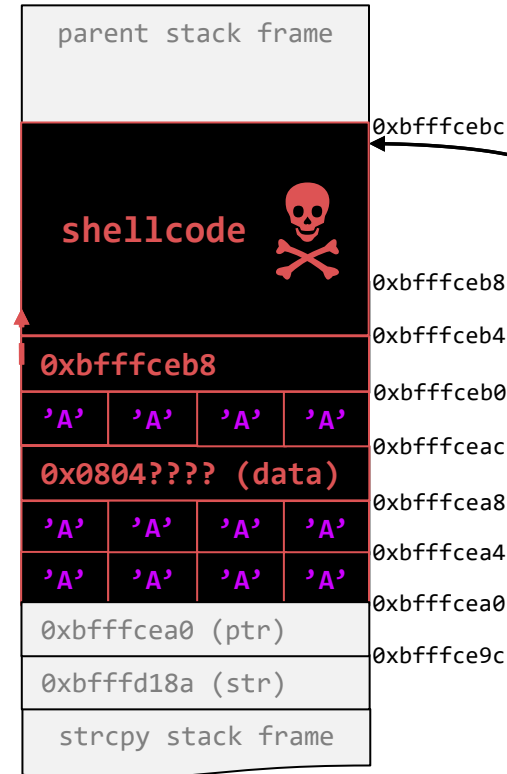 parent stack frame
0xbfffcebc
shellcode
0xbfffceb8
0xbfffceb4
0xbfffceb8
0xbfffceb0
’A’ ’A’ ’A’ ’A’
0xbfffceac
0x0804???? (data)
0xbfffcea8
’A’ ’A’ ’A’ ’A’
0xbfffcea4
’A’ ’A’ ’A’ ’A’
0xbfffcea0
0xbfffcea0 (ptr)
0xbfffce9c
0xbfffd18a (str)
strcpy stack frame